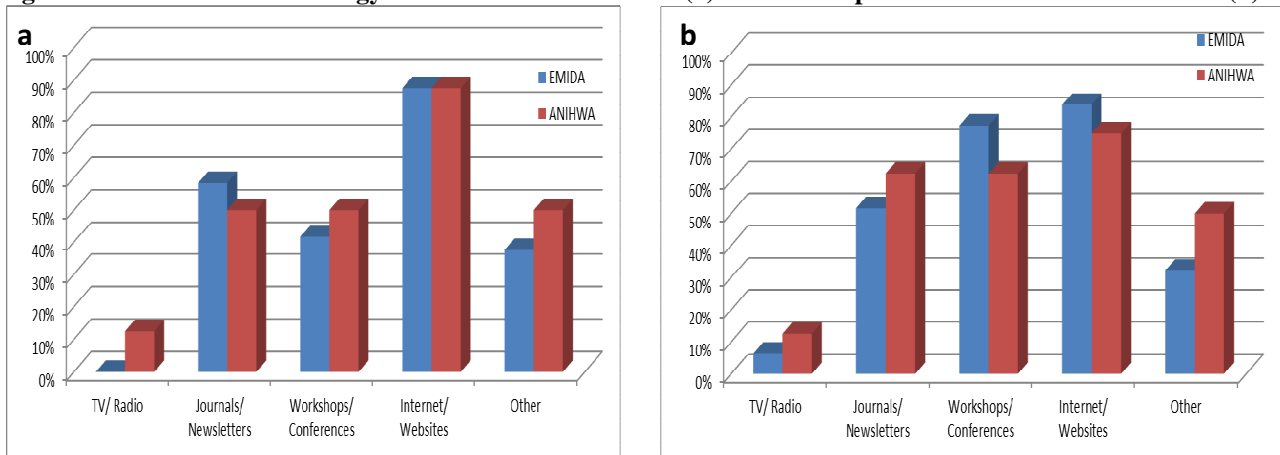 a
EMIDA
ANIHWA
100%
90%
80%
70%
60%
50%
40%
30%
20%
10%
0%
TV/ Radio
Journals/
Newsletters
Workshops/
Conferences
Internet/
Websites
Other
b
EMIDA
ANIHWA
100%
90%
80%
70%
60%
50%
40%
30%
20%
10%
0%
TV/ Radio
Journals/
Newsletters
Workshops/
Conferences
Internet/
Websites
Other